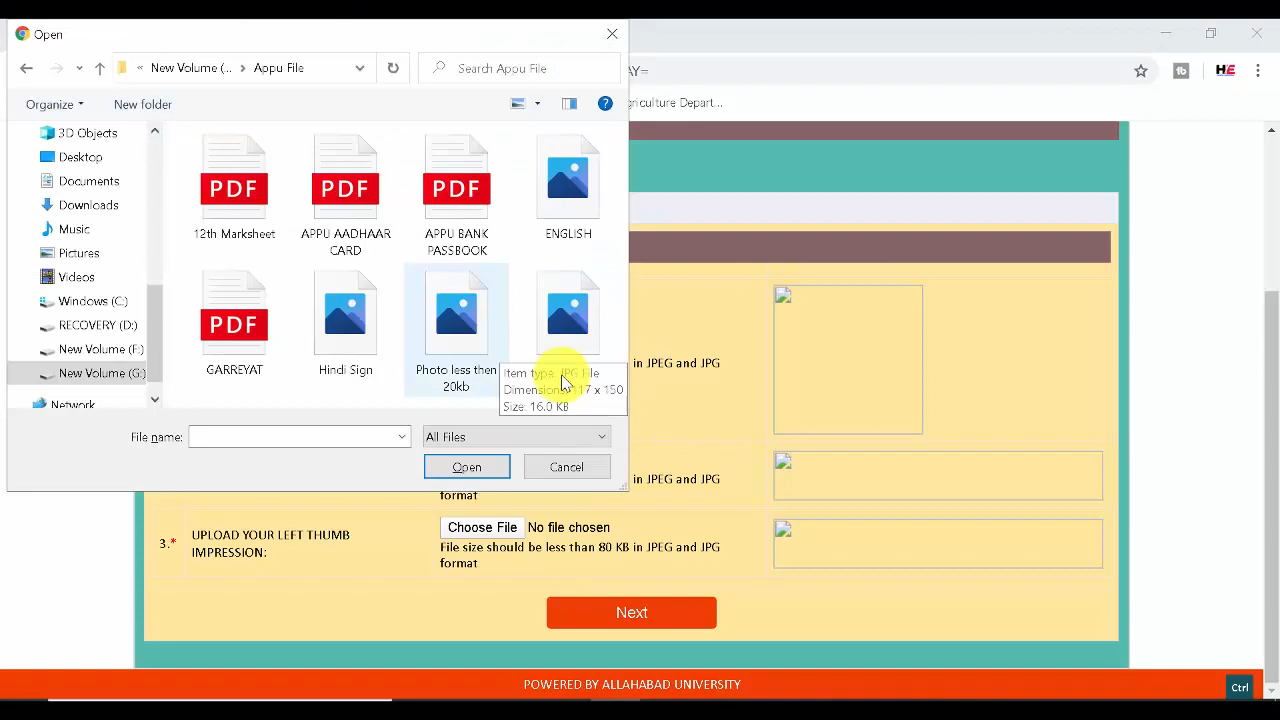 Open
« New Volume (... > Appu File
Search Appu File
AY=
griculture Depart...
Organize
New folder
3D Objects
Desktop
Documents
Downloads
Music
Pictures
Videos
Windows (C:)
RECOVERY (D:)
New Volume (F:)
New Volume (G:)
Network
PDF
12th Marksheet
PDF
APPU AADHAAR
CARD
PDF
APPU BANK
PASSBOOK
ENGLISH
PDF
GARREYAT
Hindi Sign
Photo less then
20kb
Item type: JPG File
Dimensions: 117 x 150
Size: 16.0 KB
File name:
All Files
Open
Cancel
in JPEG and JPG
in JPEG and JPG
format
3.*
UPLOAD YOUR LEFT THUMB
IMPRESSION:
Choose File No file chosen
File size should be less than 80 KB in JPEG and JPG
format
Next
POWERED BY ALLAHABAD UNIVERSITY
Ctrl